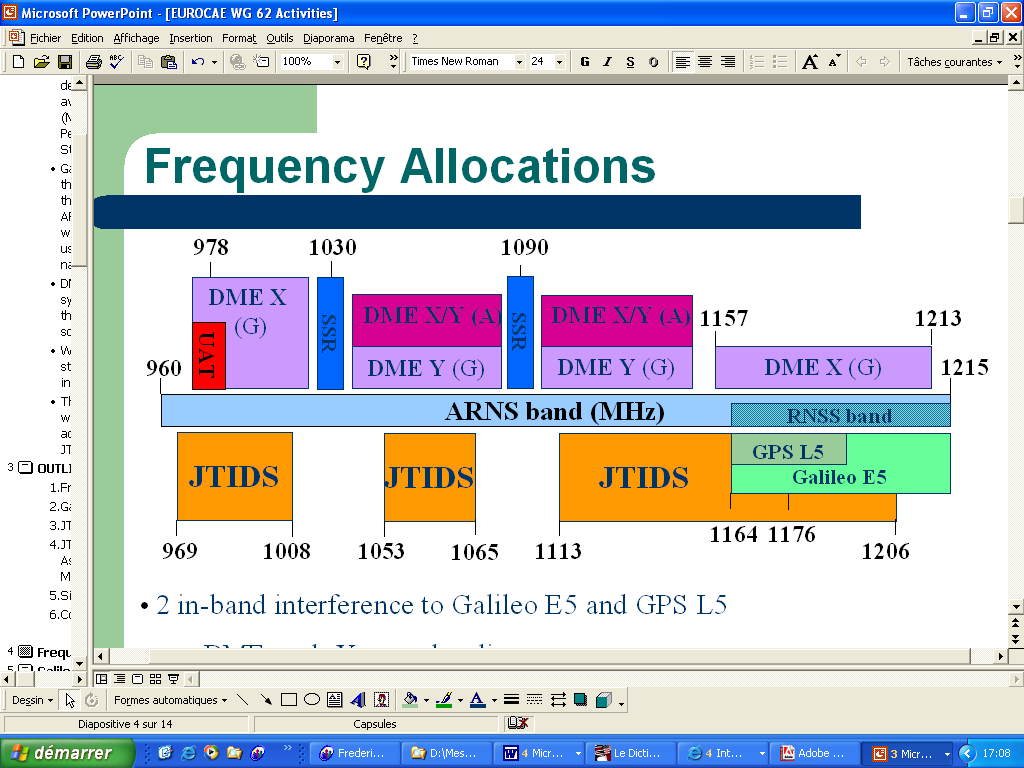 Microsoft PowerPoint - [EUROCAE WG 62 Activities]
Fichier Edition Affichage Insertion Format Outils Diaporama Fenêtre ?
100% Times New Roman 24 G I S Tâches courantes
Frequency Allocations
978 1030 1090
DME X
(G)
UAT
SSR
DME X/Y (A)
DME Y (G)
SSR
DME X/Y (A)
DME Y (G)
1157 1213
DME X (G)
960 1215
ARNS band (MHz)
RNSS band
JTIDS JTIDS JTIDS
GPS L5
Galileo E5
1164 1176
969 1008 1053 1065 1113 1206
• 2 in-band interference to Galileo E5 and GPS L5
3 OUTLI
1.Fr
2.Ga
3.JT
4.JT
As
M
5.Si
6.Co
4 Frequ
Dessin Formes automatiques
Diapositive 4 sur 14 Capsules
démarrer Frederi... D:\Mes... 4 Micr... Le Dicti... 4 Int... Adobe ... 3 Micr... 17:08